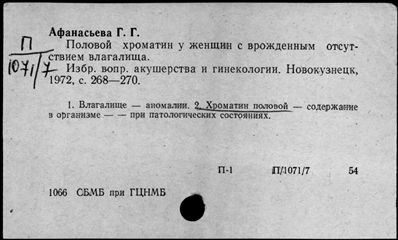 Афанасьева Г. Г.
П
1071/7
Половой хроматин у женщин с врожденным отсут-
ствием влагалища.
Избр. вопр. акушерства и гинекологии. Новокузнецк,
1972, с. 268—270.
1. Влагалище — аномалии. 2. Хроматин половой — содержание
в организме — — при патологических состояниях.
П-1 П/1071/7 54
1066 СБМБ при ГЦНМБ